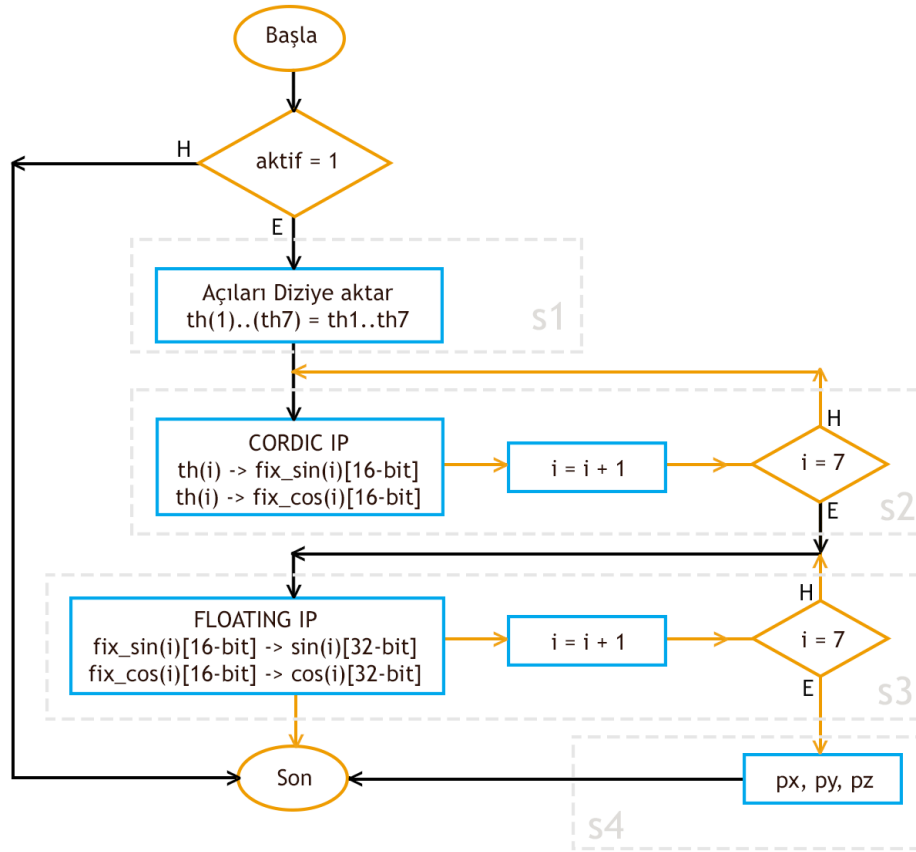 Başla
aktif = 1
H
E
Açıları Diziye aktar
th(1)..(th7) = th1..th7
s1
CORDIC IP
th(i) -> fix_sin(i)[16-bit]
th(i) -> fix_cos(i)[16-bit]
i = i + 1
i = 7
H
E
s2
FLOATING IP
fix_sin(i)[16-bit] -> sin(i)[32-bit]
fix_cos(i)[16-bit] -> cos(i)[32-bit]
i = i + 1
i = 7
H
E
s3
Son
px, py, pz
s4